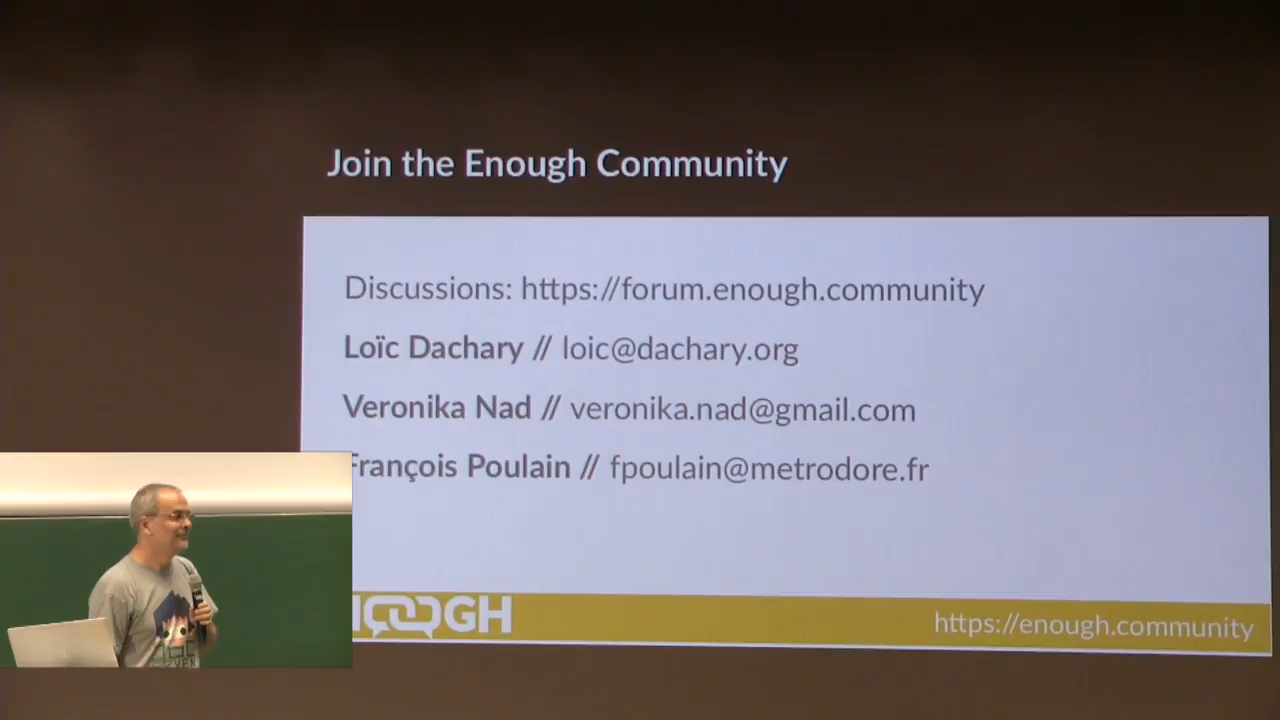 Join the Enough Community
Discussions: https://forum.enough.community
Loïc Dachary // loic@dachary.org
Veronika Nad // veronika.nad@gmail.com
François Poulain // fpoulain@metrodore.fr
https://enough.community